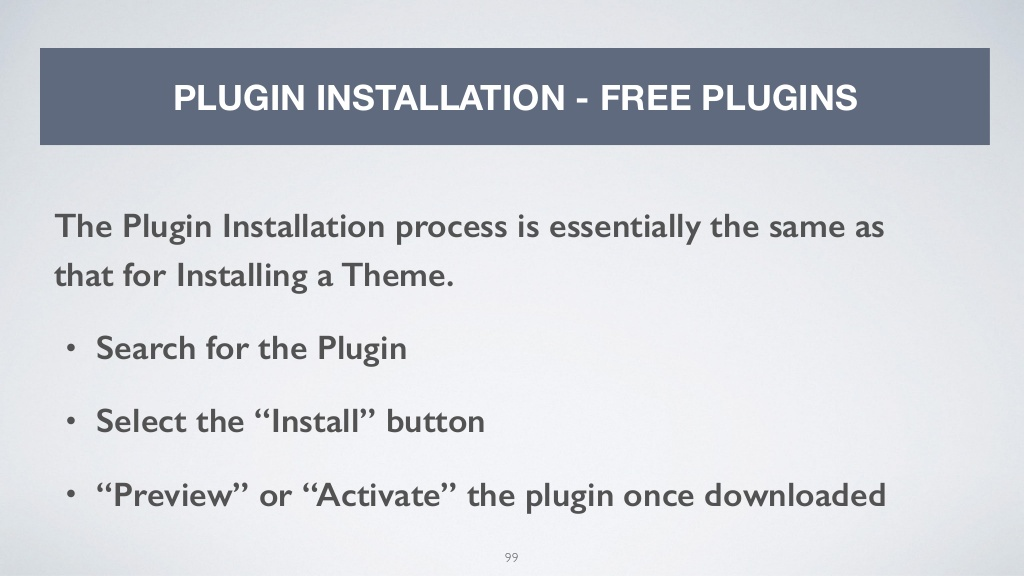 PLUGIN INSTALLATION - FREE PLUGINS
The Plugin Installation process is essentially the same as
that for Installing a Theme.
• Search for the Plugin
• Select the “Install” button
• “Preview” or “Activate” the plugin once downloaded
99